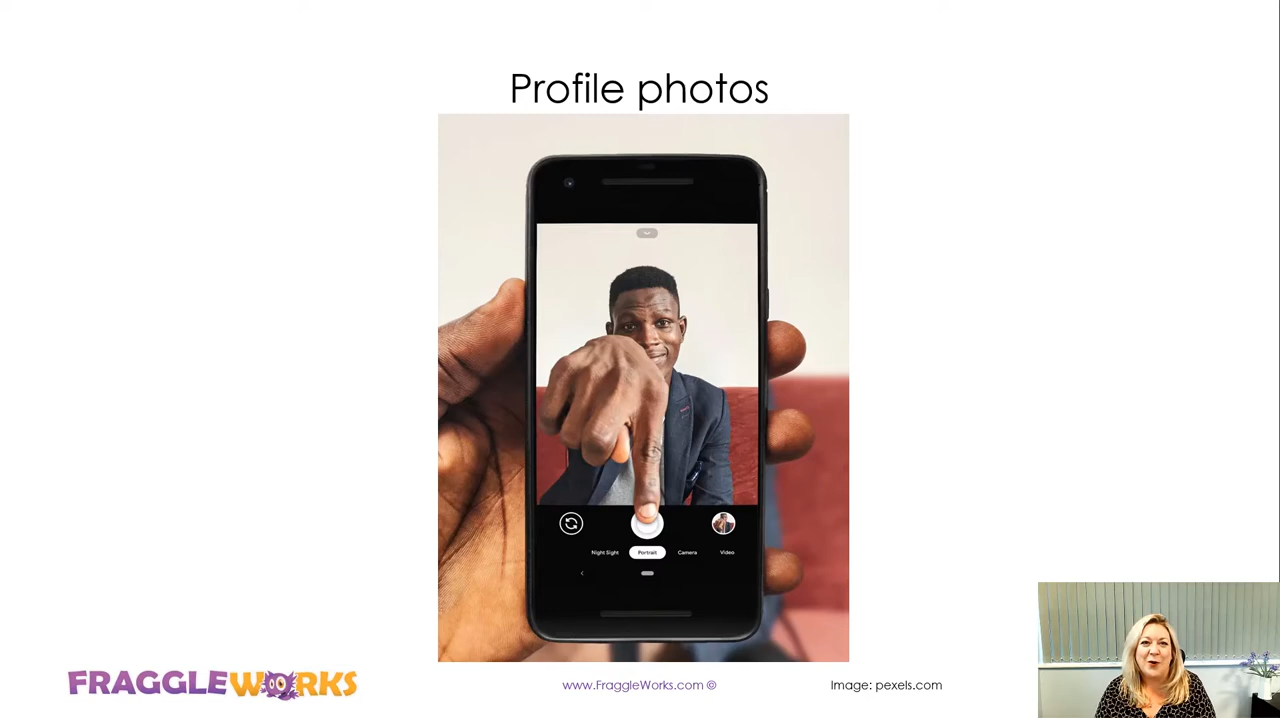 Profile photos
Night Sight Portrait Camera Video
FRAGGLEWORKS
www.FraggleWorks.com ©
Image: pexels.com